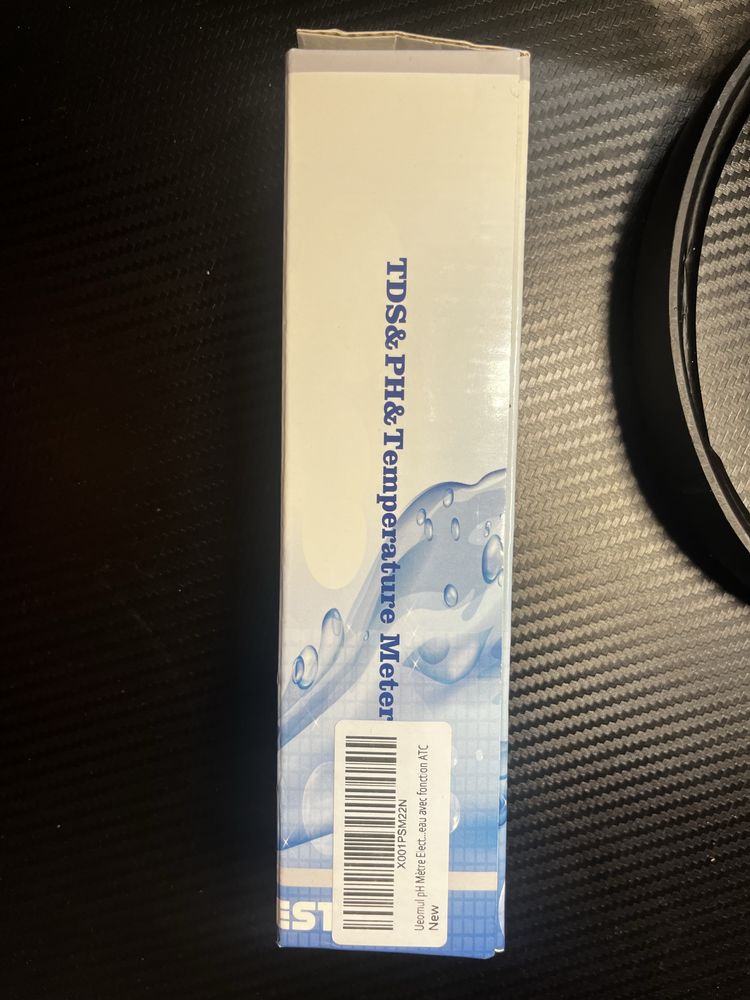 TDS& PH&Temperature Meter
X001PSM22N
Ueomul pH Mètre Elect...eau avec fonction ATC
New